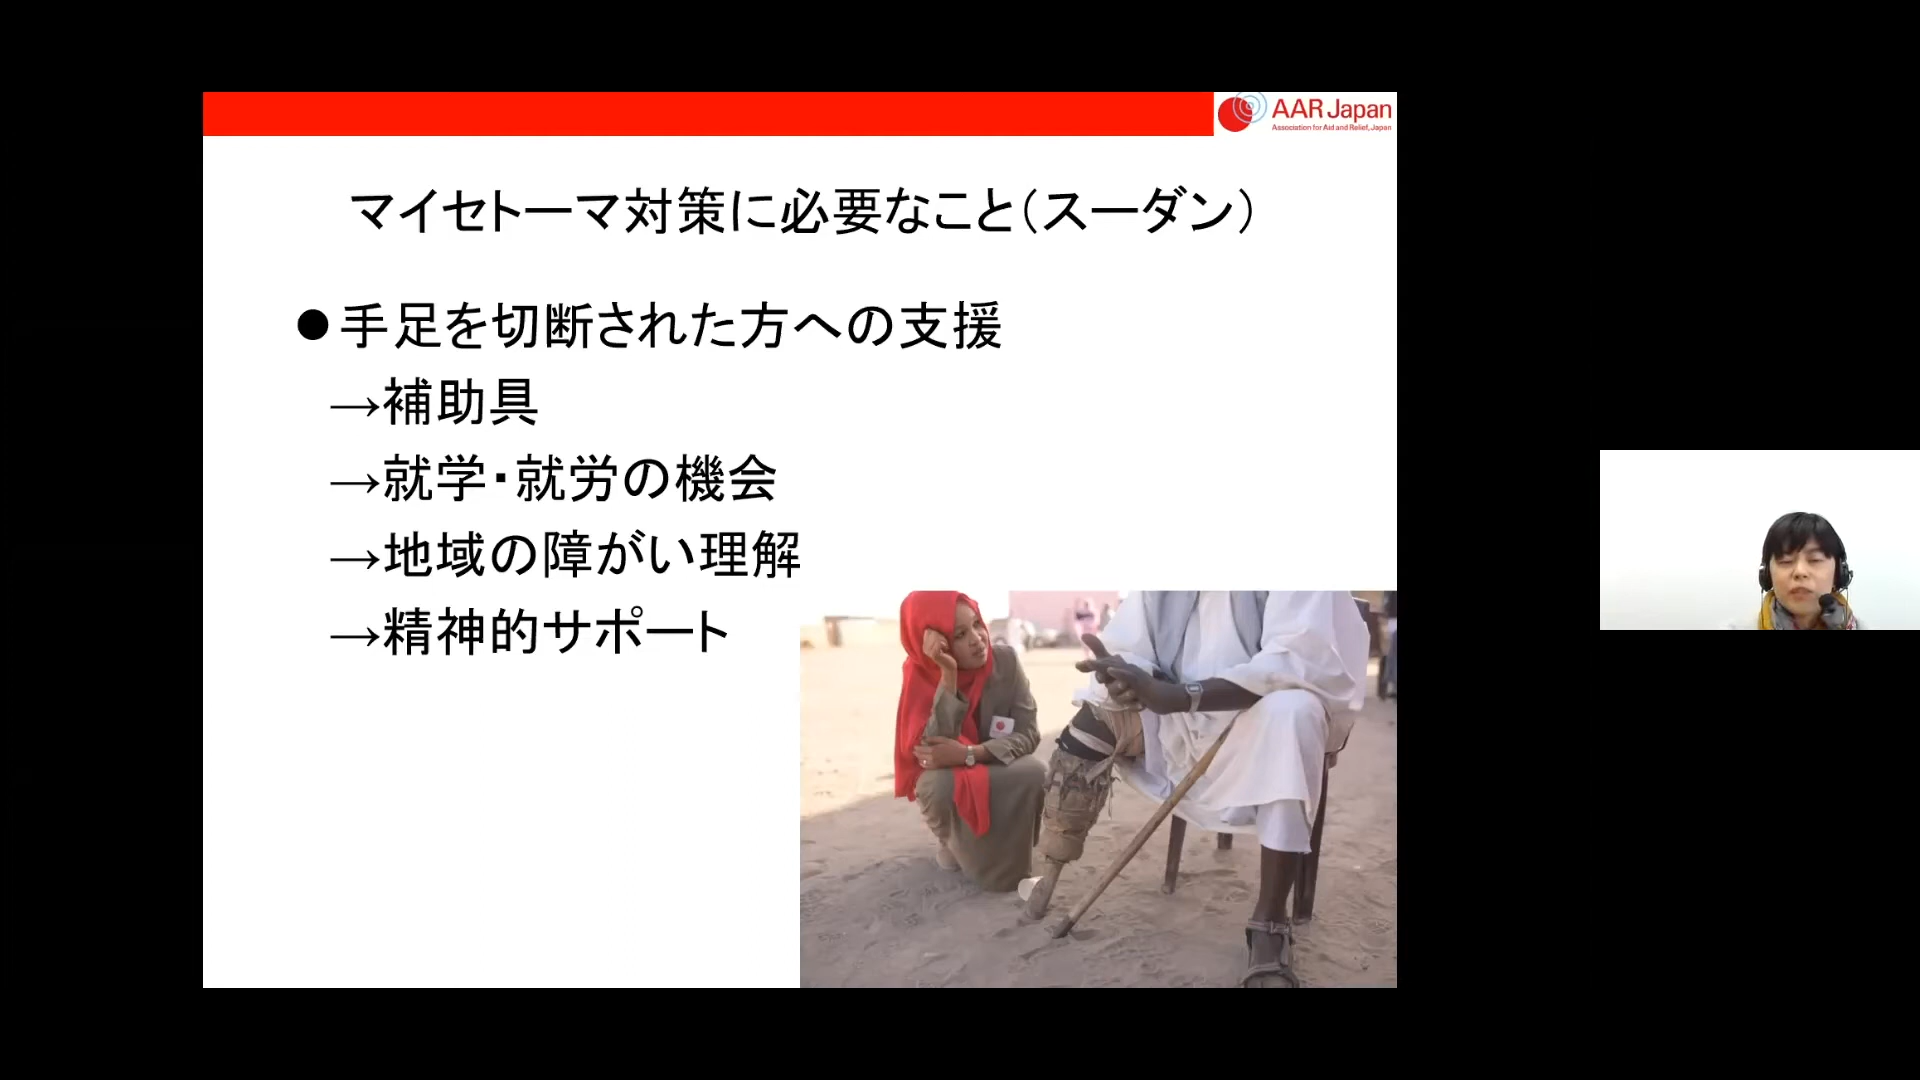 AAR Japan
Association for Aid and Relief, Japan
マイセトーマ対策に必要なこと（スーダン）
●手足を切断された方への支援
→補助具
→就学・就労の機会
→地域の障がい理解
→精神的サポート